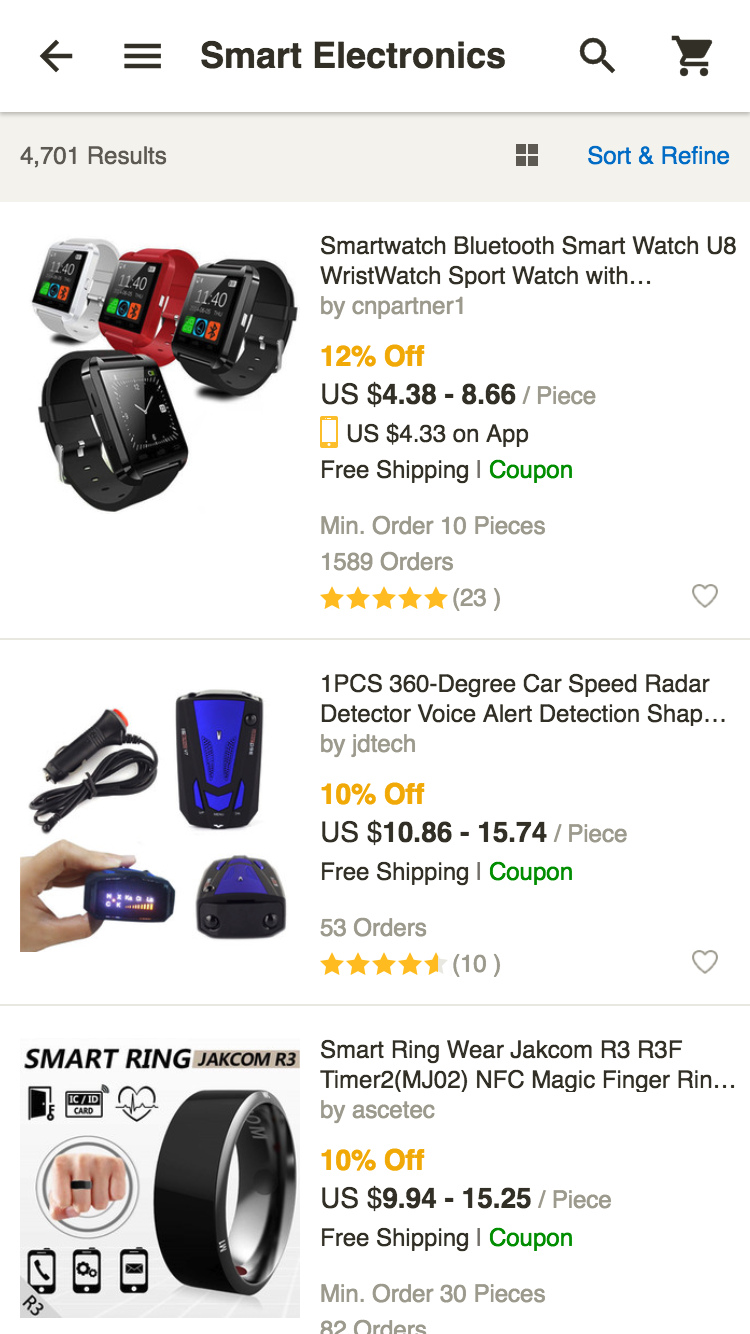 Smart Electronics
4,701 Results
Sort & Refine
11:40
11:40
11:40
Smartwatch Bluetooth Smart Watch U8
WristWatch Sport Watch with…
by cnpartner1
12% Off
US $4.38 - 8.66 / Piece
US $4.33 on App
Free Shipping | Coupon
Min. Order 10 Pieces
1589 Orders
(23 )
1PCS 360-Degree Car Speed Radar
Detector Voice Alert Detection Shap…
by jdtech
10% Off
US $10.86 - 15.74 / Piece
Free Shipping | Coupon
53 Orders
(10 )
SMART RING JAKCOM R3
IC / ID
CARD
M1
R3
Smart Ring Wear Jakcom R3 R3F
Timer2(MJ02) NFC Magic Finger Rin…
by ascetec
10% Off
US $9.94 - 15.25 / Piece
Free Shipping | Coupon
Min. Order 30 Pieces
82 Orders